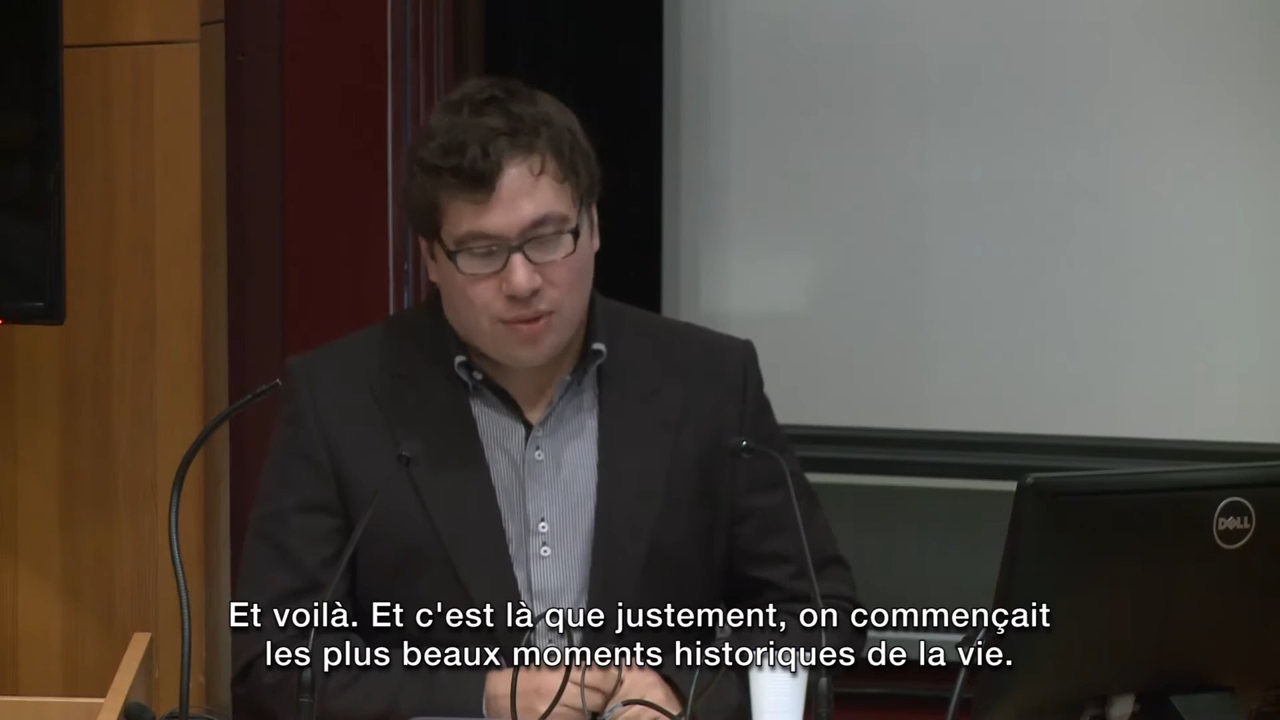 DELL
Et voilà. Et c'est là que justement, on commençait
les plus beaux moments historiques de la vie.